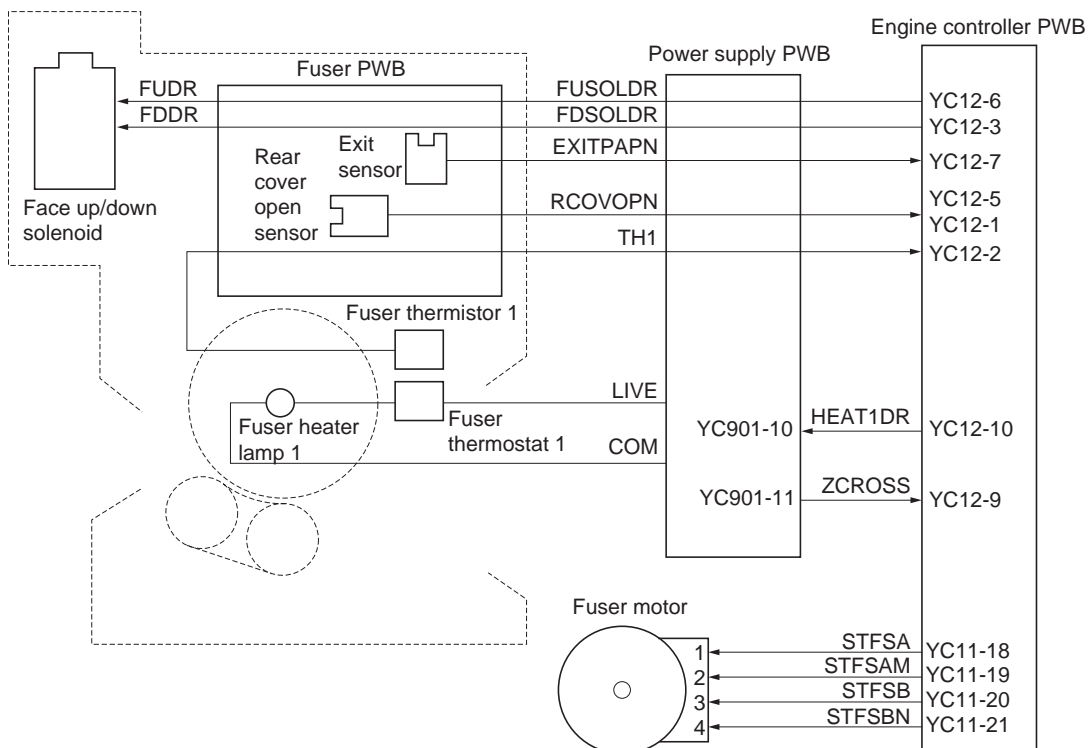 Engine controller PWB
Power supply PWB
Fuser PWB
FUDR
FUSOLDR
YC12-6
FDDR
FDSOLDR
YC12-3
Exit
sensor
EXITPAPN
YC12-7
Rear
cover
open
sensor
RCOVOPN
YC12-5
YC12-1
Face up/down
solenoid
TH1
YC12-2
Fuser thermistor 1
LIVE
Fuser heater
lamp 1
Fuser
thermostat 1
COM
YC901-10
HEAT1DR
YC12-10
YC901-11
ZCROSS
YC12-9
Fuser motor
1
STFSA
YC11-18
2
STFSAM
YC11-19
3
STFSB
YC11-20
4
STFSBN
YC11-21